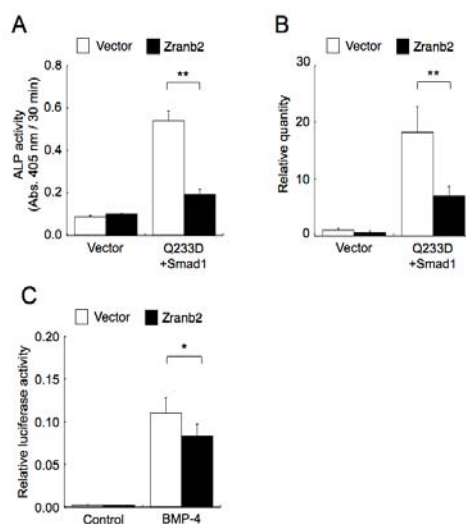 A
Vector Zranb2
ALP activity
(Abs. 405 nm / 30 min)
0.8
0.6
0.4
0.2
0.0
**
Vector
Q233D
+Smad1
B
Vector Zranb2
Relative quantity
30
20
10
0
**
Vector
Q233D
+Smad1
C
Vector Zranb2
Relative luciferase activity
0.20
0.15
0.10
0.05
0.00
*
Control
BMP-4